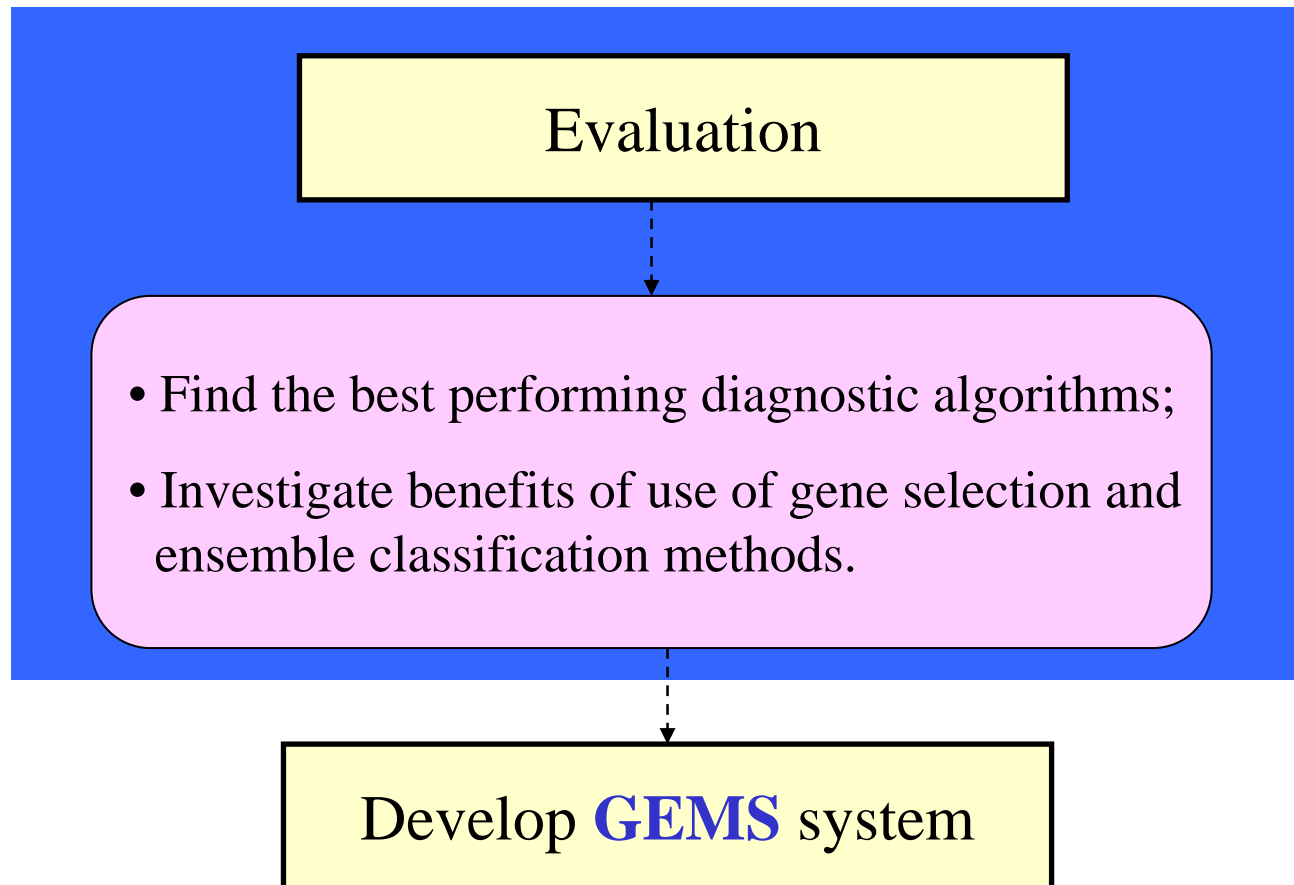 Evaluation
• Find the best performing diagnostic algorithms;
• Investigate benefits of use of gene selection and
ensemble classification methods.
Develop GEMS system